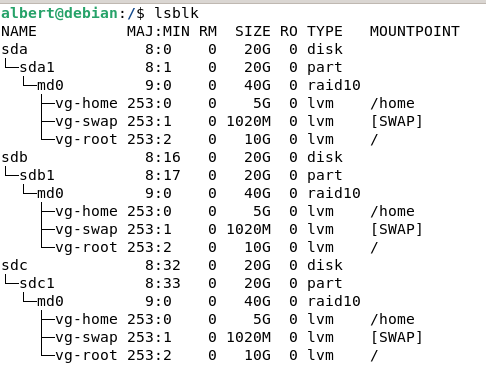 albert@debian:/$ lsblk
NAME          MAJ:MIN RM  SIZE RO TYPE   MOUNTPOINT
sda             8:0    0   20G  0 disk
└─sda1          8:1    0   20G  0 part
  └─md0         9:0    0   40G  0 raid10
    ├─vg-home 253:0    0    5G  0 lvm    /home
    ├─vg-swap 253:1    0 1020M  0 lvm    [SWAP]
    └─vg-root 253:2    0   10G  0 lvm    /
sdb             8:16   0   20G  0 disk
└─sdb1          8:17   0   20G  0 part
  └─md0         9:0    0   40G  0 raid10
    ├─vg-home 253:0    0    5G  0 lvm    /home
    ├─vg-swap 253:1    0 1020M  0 lvm    [SWAP]
    └─vg-root 253:2    0   10G  0 lvm    /
sdc             8:32   0   20G  0 disk
└─sdc1          8:33   0   20G  0 part
  └─md0         9:0    0   40G  0 raid10
    ├─vg-home 253:0    0    5G  0 lvm    /home
    ├─vg-swap 253:1    0 1020M  0 lvm    [SWAP]
    └─vg-root 253:2    0   10G  0 lvm    /